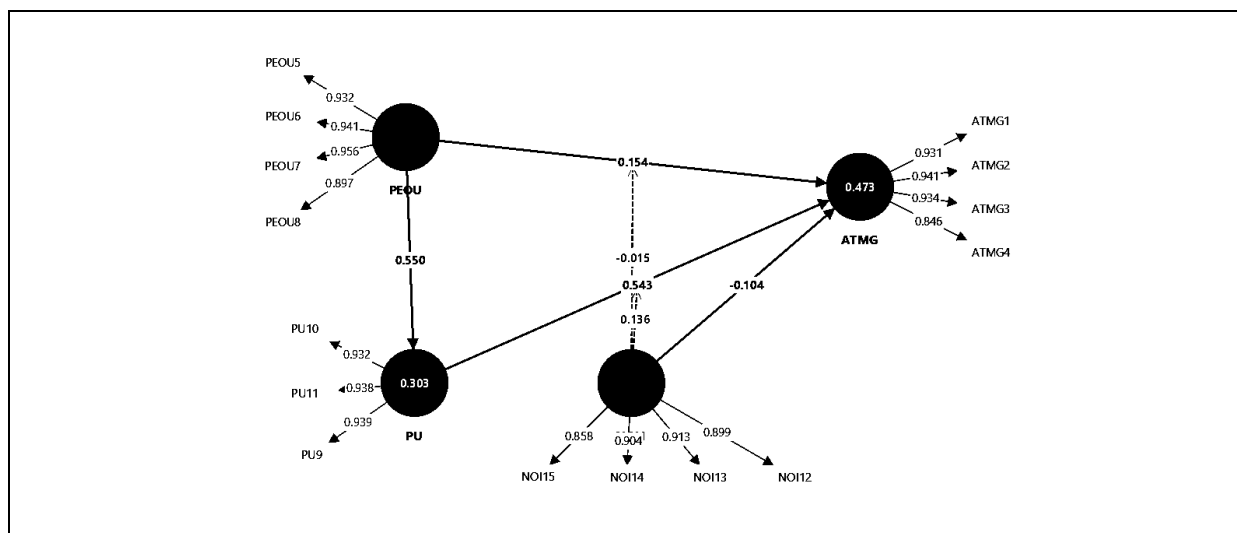 PEOU5
0.932
PEOU6
0.941
PEOU7
0.956
PEOU8
0.897
PEOU
0.550
0.154
-0.015
0.543
0.136
-0.104
0.473
ATMG
ATMG1
0.931
ATMG2
0.941
ATMG3
0.934
ATMG4
0.846
PU10
0.932
PU11
0.938
PU9
0.939
0.303
PU
0.858
0.904
0.913
0.899
NOI15
NOI14
NOI13
NOI12